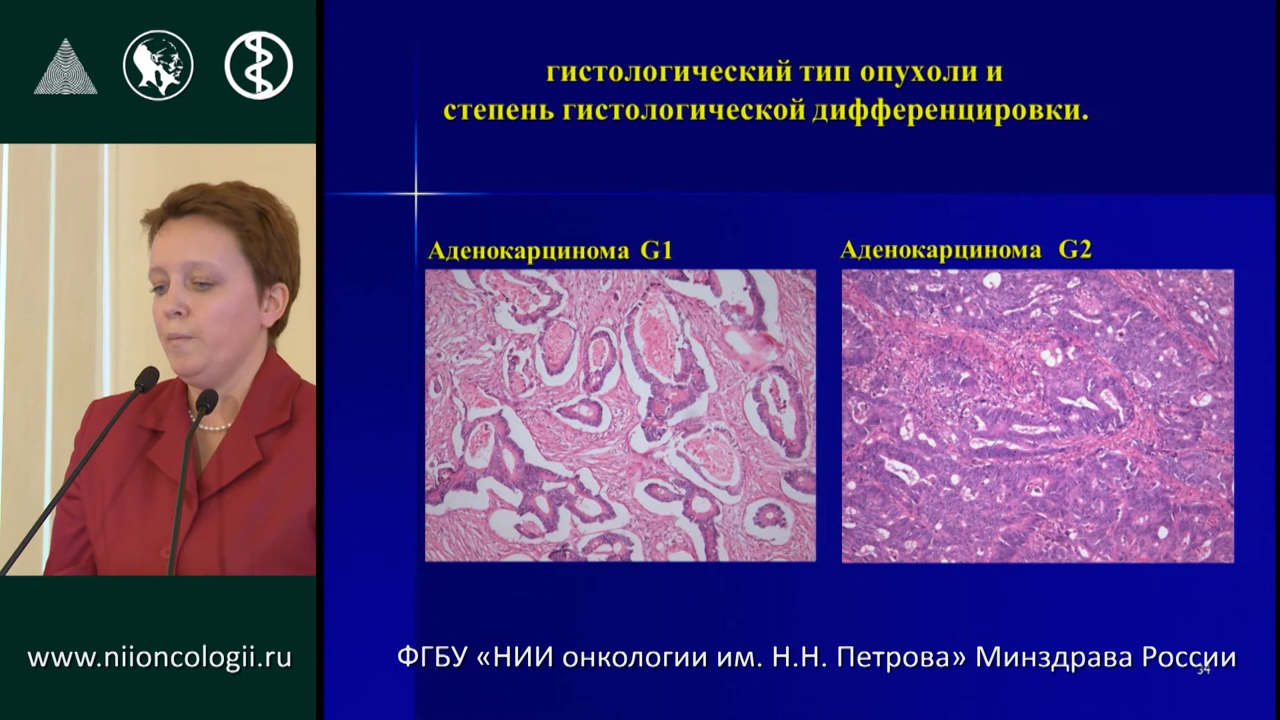 гистологический тип опухоли и
степень гистологической дифференцировки.
Аденокарцинома G1
Аденокарцинома G2
www.niioncologii.ru
ФГБУ «НИИ онкологии им. Н.Н. Петрова» Минздрава России
34